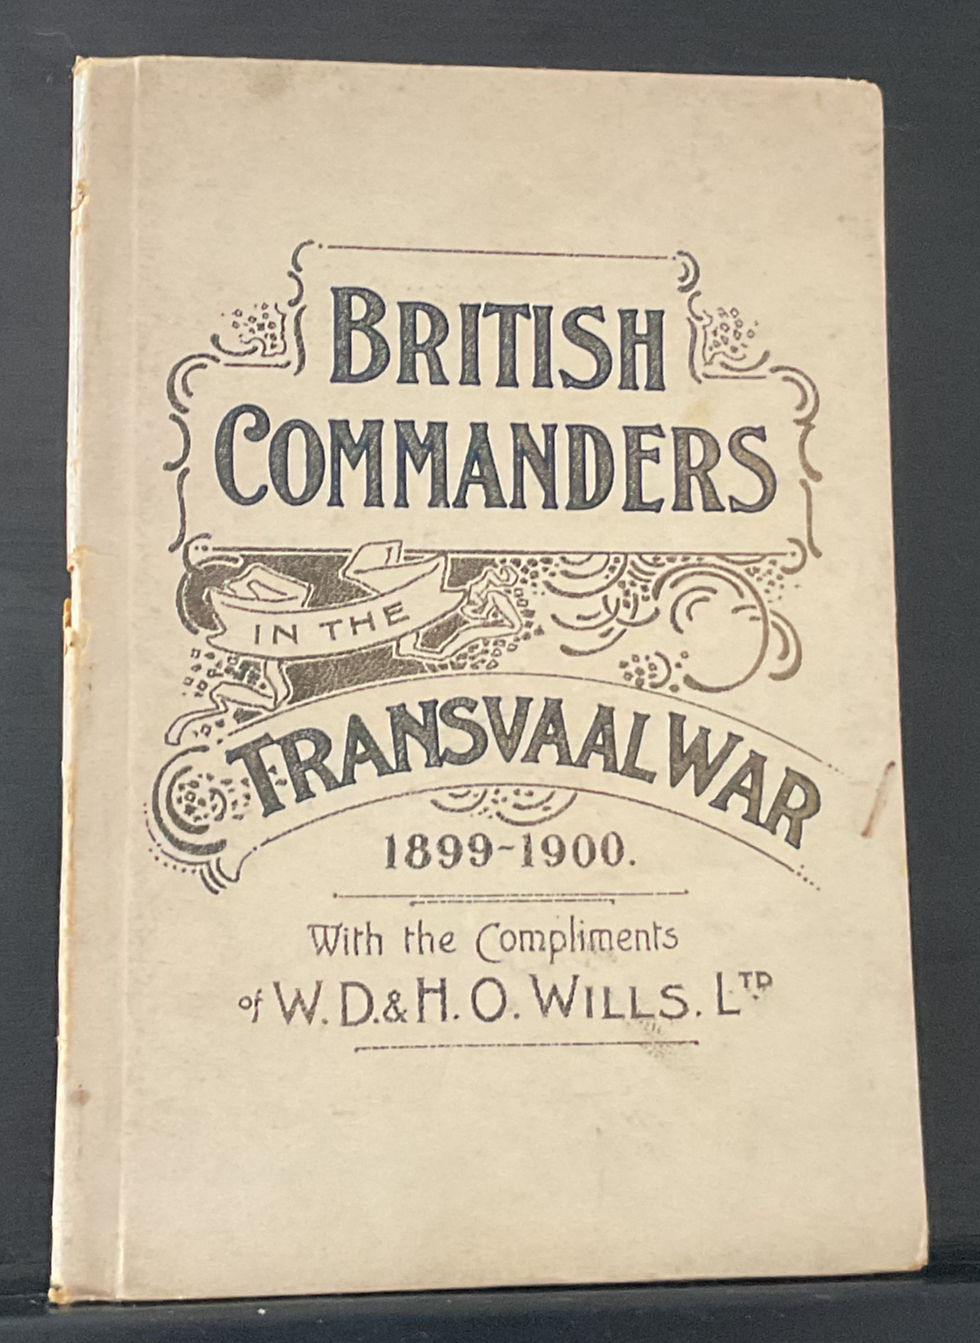 BRITISH
COMMANDERS
IN THE
TRANSVAAL WAR
1899-1900.
With the Compliments
of W. D. & H. O. WILLS. LTD